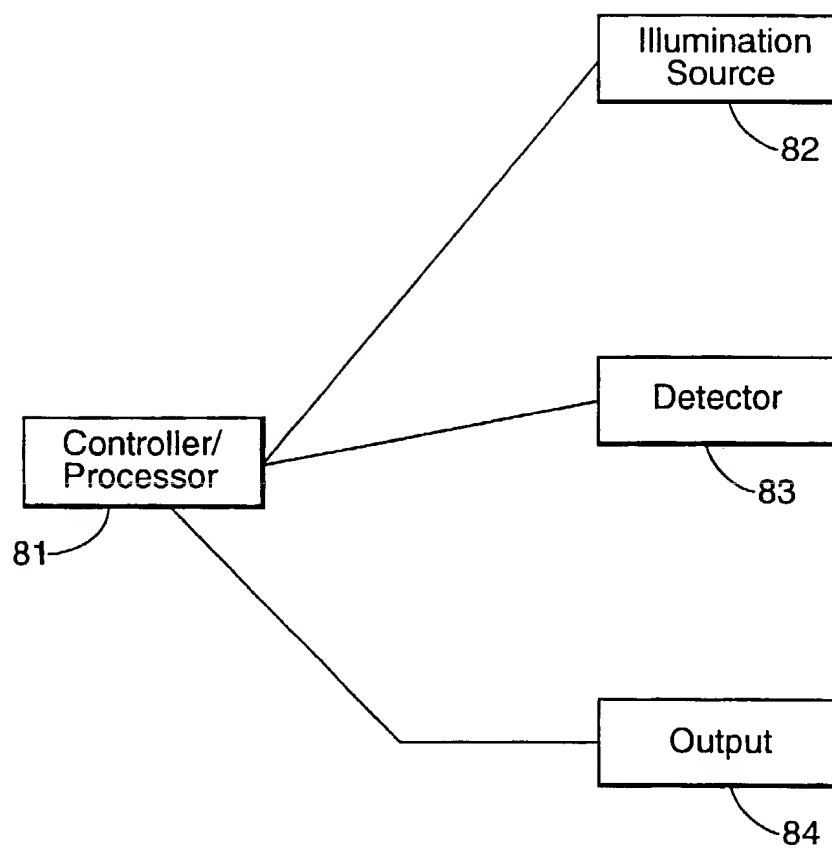 Illumination
Source
82
Detector
83
Controller/
Processor
81
Output
84